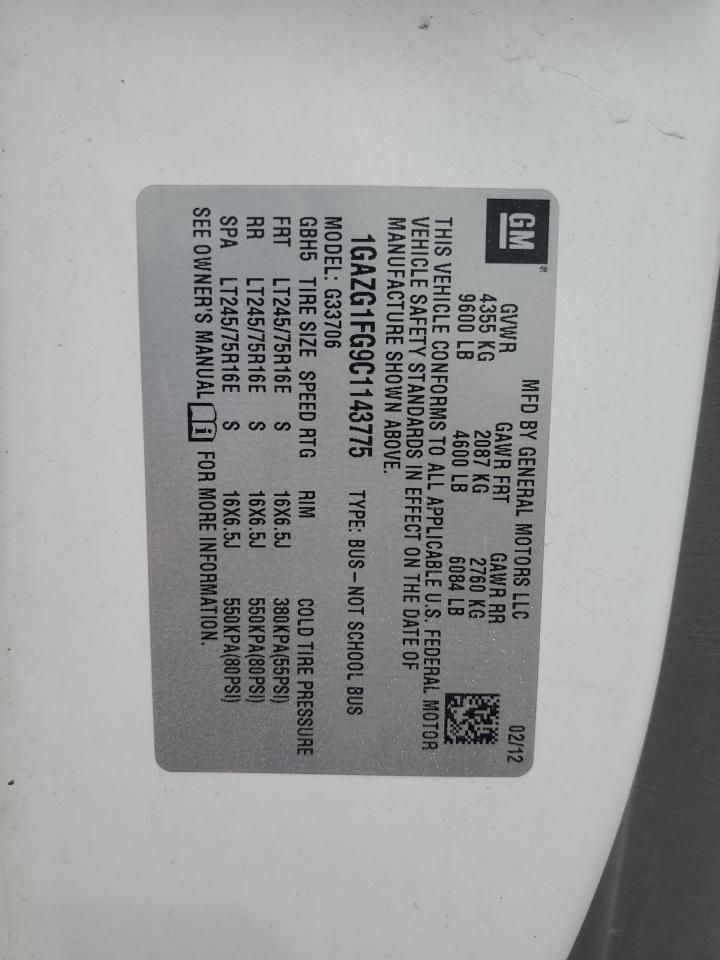 GM
MFD BY GENERAL MOTORS LLC 02/12
GVWR GAWR FRT GAWR RR
4355 KG 2087 KG 2760 KG
9600 LB 4600 LB 6084 LB
THIS VEHICLE CONFORMS TO ALL APPLICABLE U.S. FEDERAL MOTOR
VEHICLE SAFETY STANDARDS IN EFFECT ON THE DATE OF
MANUFACTURE SHOWN ABOVE.
1GAZG1FG9C1143775 TYPE: BUS-NOT SCHOOL BUS
MODEL: G33706
GBH5 TIRE SIZE SPEED RTG RIM COLD TIRE PRESSURE
FRT LT245/75R16E S 16X6.5J 380KPA(55PSI)
RR LT245/75R16E S 16X6.5J 550KPA(80PSI)
SPA LT245/75R16E S 16X6.5J 550KPA(80PSI)
SEE OWNER'S MANUAL i FOR MORE INFORMATION.